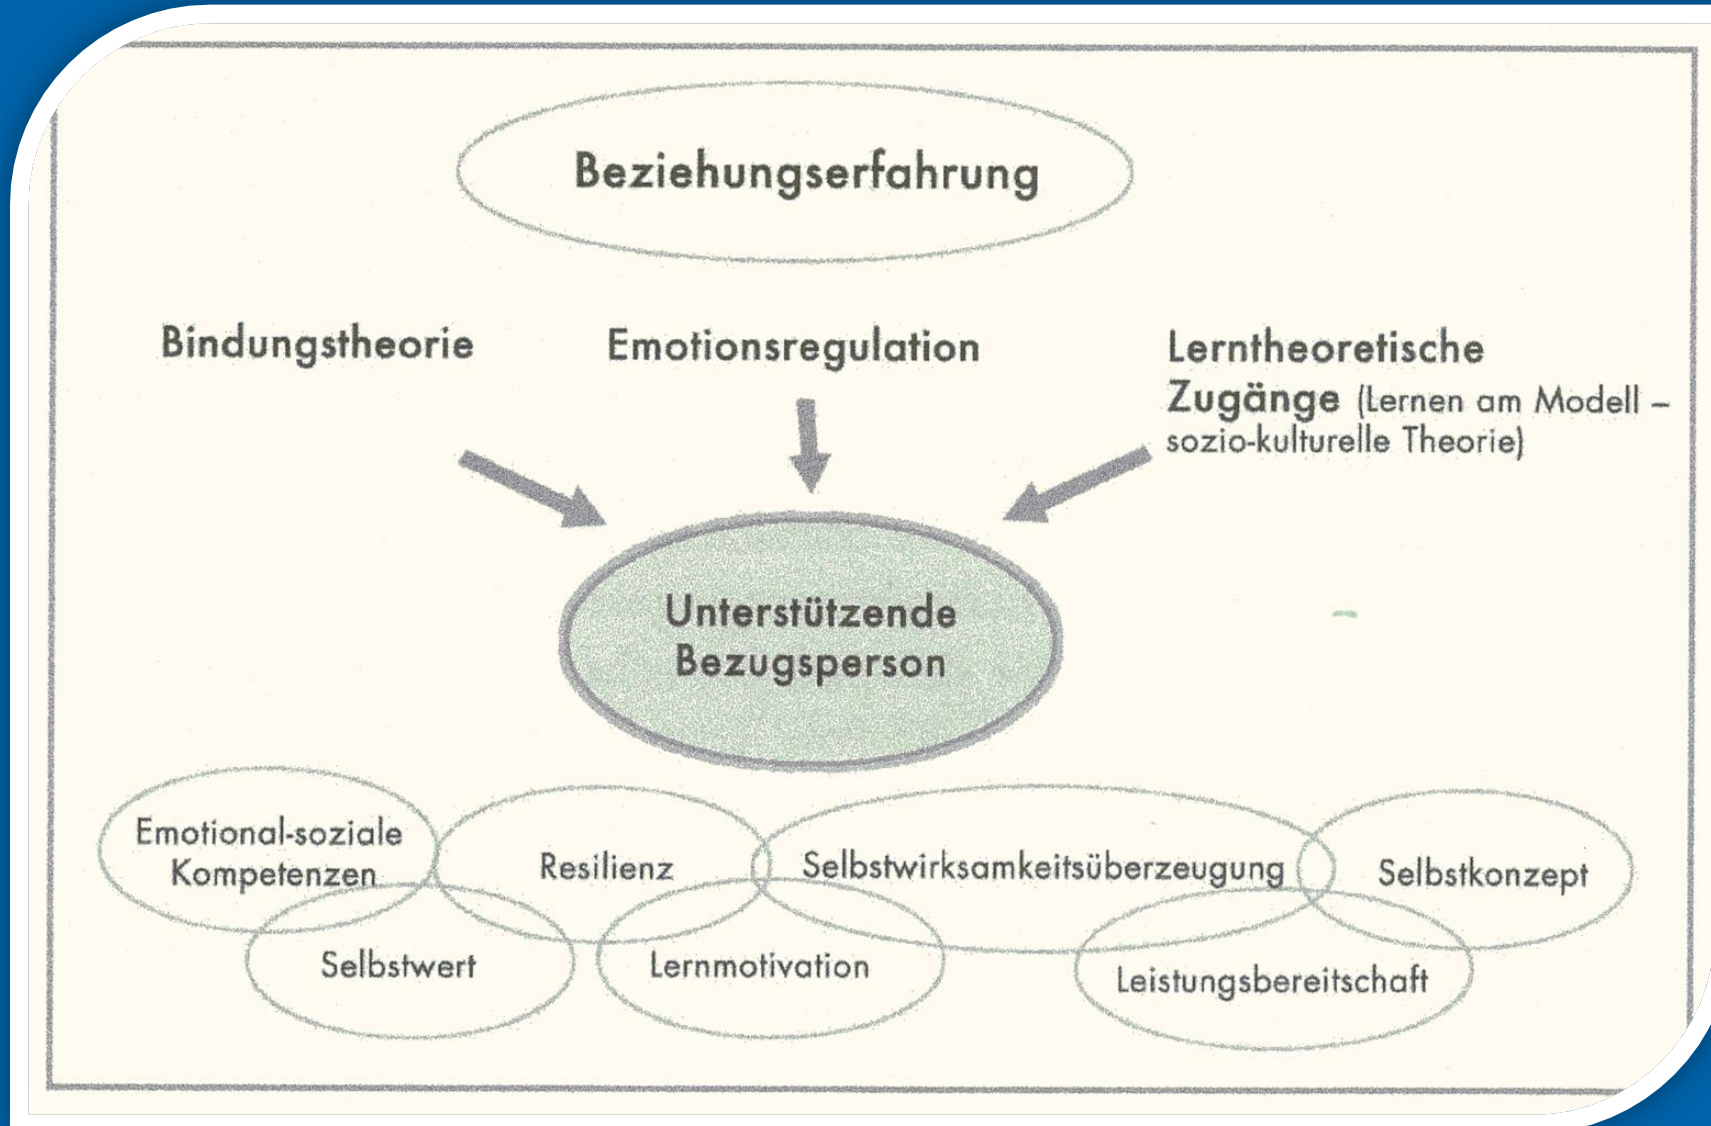 Beziehungserfahrung
Bindungstheorie
Emotionsregulation
Lerntheoretische
Zugänge (Lernen am Modell –
sozio-kulturelle Theorie)
Unterstützende
Bezugsperson
Emotional-soziale
Kompetenzen
Resilienz
Selbstwirksamkeitsüberzeugung
Selbstkonzept
Selbstwert
Lernmotivation
Leistungsbereitschaft